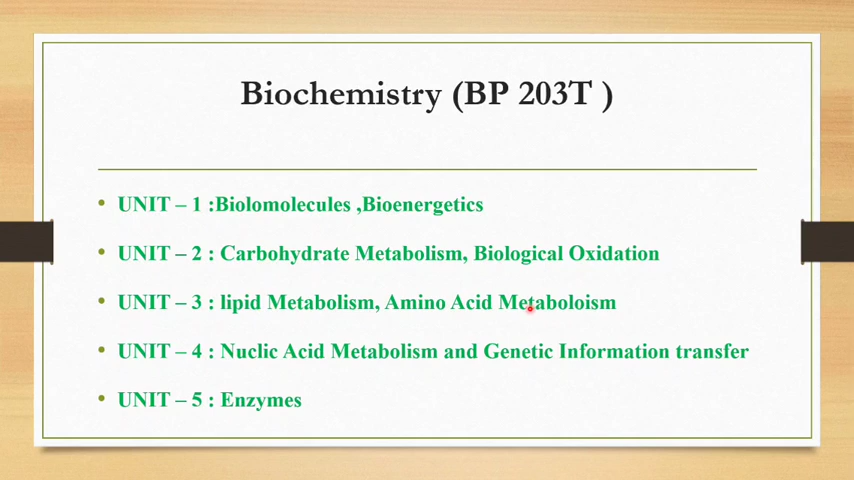 Biochemistry (BP 203T )
• UNIT – 1 :Biolomolecules ,Bioenergetics
• UNIT – 2 : Carbohydrate Metabolism, Biological Oxidation
• UNIT – 3 : lipid Metabolism, Amino Acid Metaboloism
• UNIT – 4 : Nuclic Acid Metabolism and Genetic Information transfer
• UNIT – 5 : Enzymes